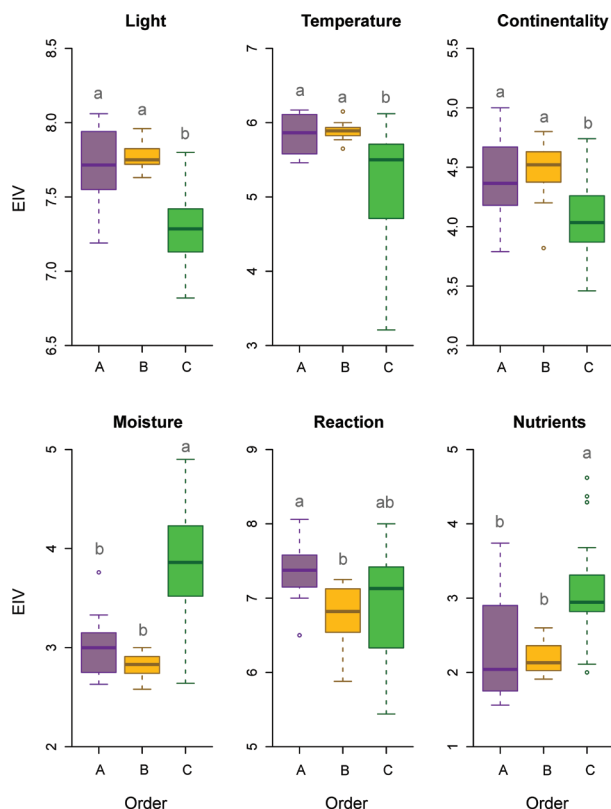 Light Temperature Continentality
8.5 7 5.5
a a b a a b a a b
8.0 6 5.0
EIV 7.5 5 4.5 4.0
7.0 4 3.5
6.5 3 3.0
A B C A B C A B C
Moisture Reaction Nutrients
5 9 5
b b a a b ab b b a
4 8 4
EIV 7
3 6 3 2
2 5 1
A B C A B C A B C
Order Order Order